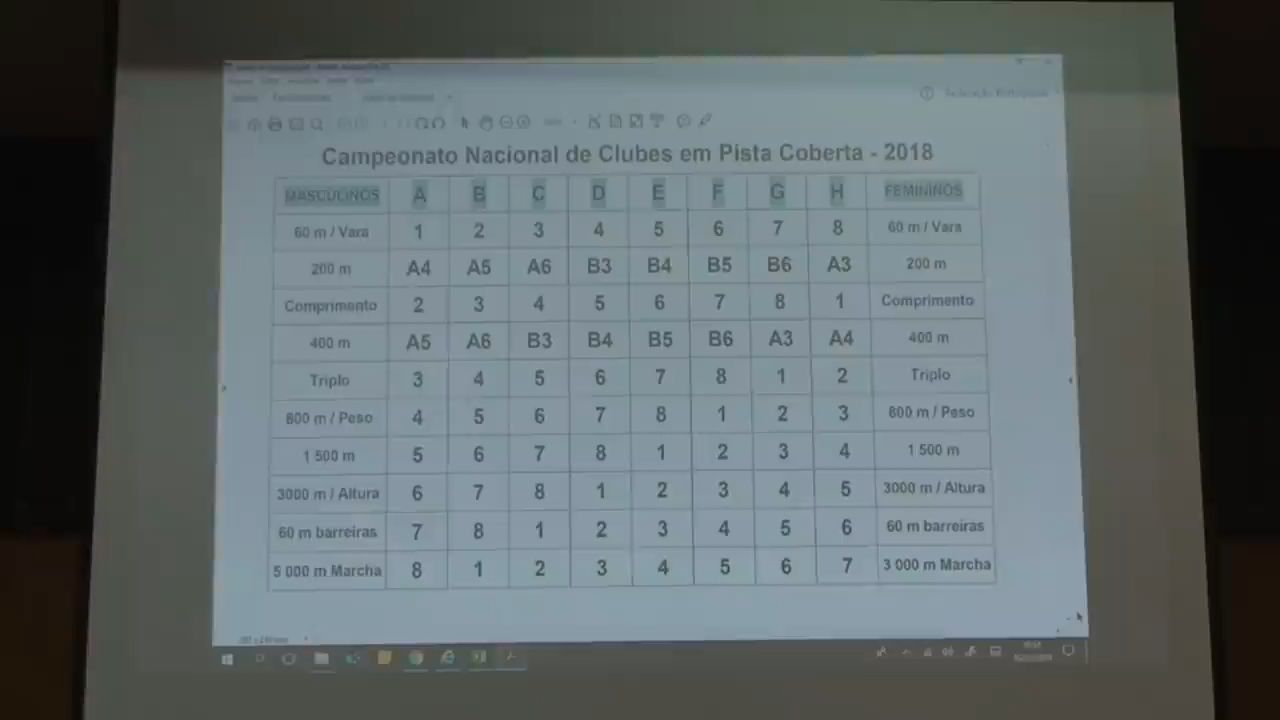 Campeonato Nacional de Clubes em Pista Coberta - 2018
MASCULINOS A B C D E F G H FEMININOS
60 m / Vara 1 2 3 4 5 6 7 8 60 m / Vara
200 m A4 A5 A6 B3 B4 B5 B6 A3 200 m
Comprimento 2 3 4 5 6 7 8 1 Comprimento
400 m A5 A6 B3 B4 B5 B6 A3 A4 400 m
Triplo 3 4 5 6 7 8 1 2 Triplo
800 m / Peso 4 5 6 7 8 1 2 3 800 m / Peso
1 500 m 5 6 7 8 1 2 3 4 1 500 m
3000 m / Altura 6 7 8 1 2 3 4 5 3000 m / Altura
60 m barreiras 7 8 1 2 3 4 5 6 60 m barreiras
5 000 m Marcha 8 1 2 3 4 5 6 7 3 000 m Marcha